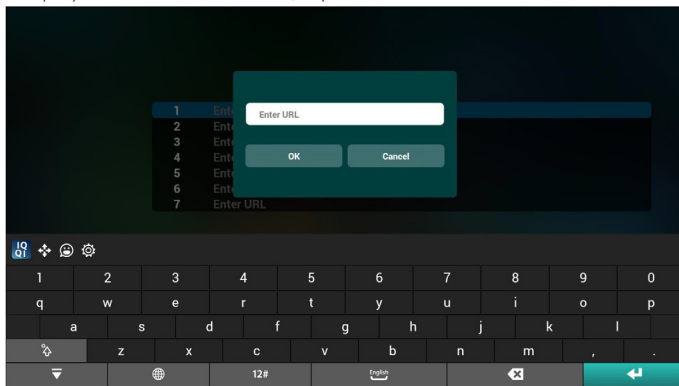 1 Ente
2 Ente
3 Ente
4 Ente
5 Ente
6 Ente
7 Enter URL
Enter URL
OK Cancel
IQQI
1 2 3 4 5 6 7 8 9 0
q w e r t y u i o p
a s d f g h j k l
z x c v b n m , .
12# English